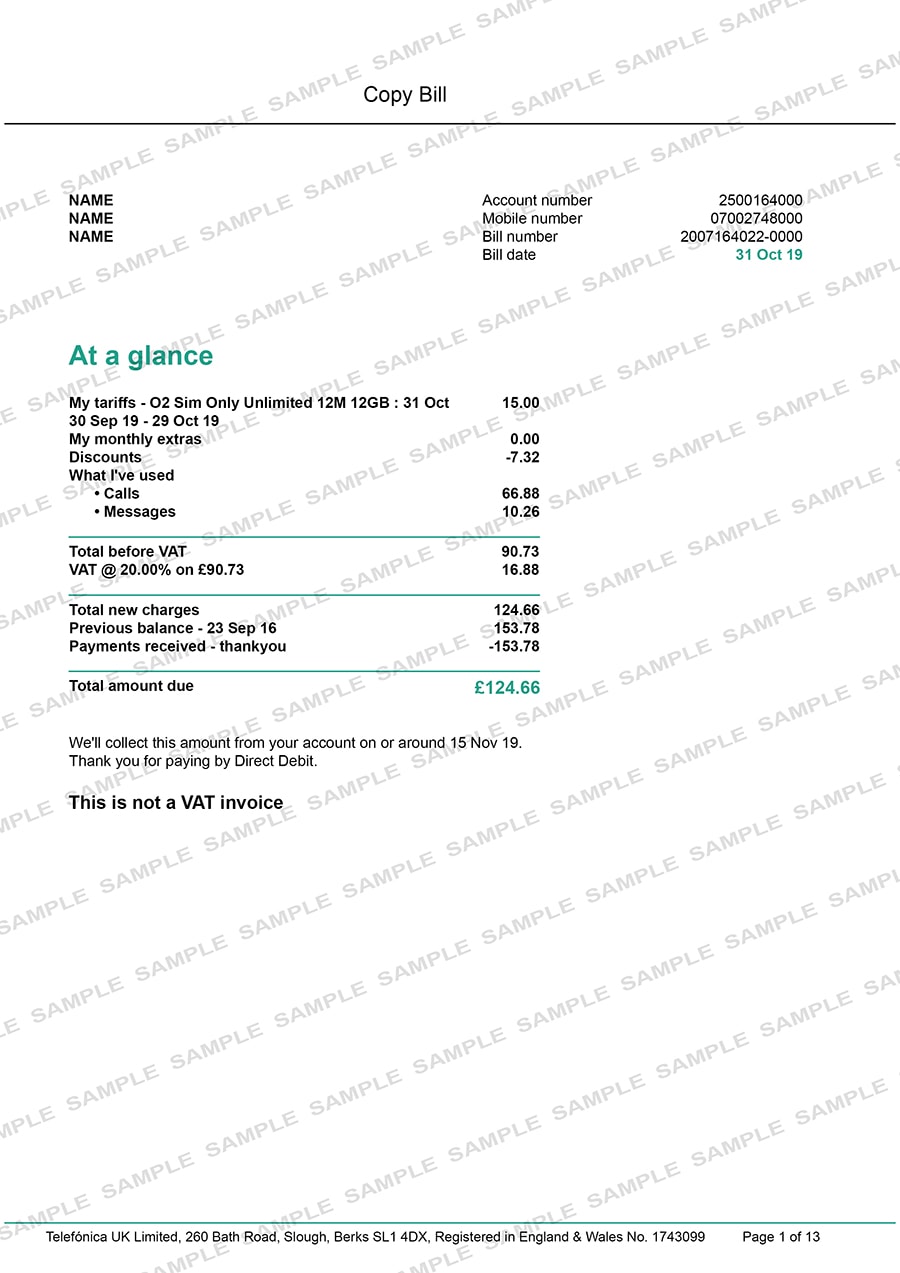 Copy Bill
NAME Account number 2500164000
NAME Mobile number 07002748000
NAME Bill number 2007164022-0000
Bill date 31 Oct 19
At a glance
My tariffs - O2 Sim Only Unlimited 12M 12GB : 31 Oct 15.00
30 Sep 19 - 29 Oct 19
My monthly extras 0.00
Discounts -7.32
What I've used
• Calls 66.88
• Messages 10.26
Total before VAT 90.73
VAT @ 20.00% on £90.73 16.88
Total new charges 124.66
Previous balance - 23 Sep 16 153.78
Payments received - thankyou -153.78
Total amount due £124.66
We'll collect this amount from your account on or around 15 Nov 19.
Thank you for paying by Direct Debit.
This is not a VAT invoice
Telefónica UK Limited, 260 Bath Road, Slough, Berks SL1 4DX, Registered in England & Wales No. 1743099 Page 1 of 13
SAMPLE